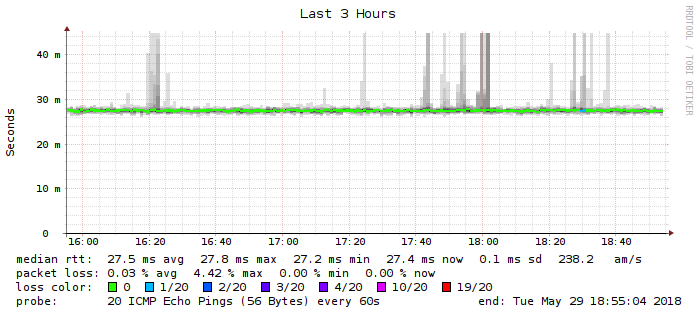 Last 3 Hours
RRDTOOL / TOBI OETIKER
Seconds
40 m
30 m
20 m
10 m
0
16:00 16:20 16:40 17:00 17:20 17:40 18:00 18:20 18:40
median rtt: 27.5 ms avg 27.8 ms max 27.2 ms min 27.4 ms now 0.1 ms sd 238.2 am/s
packet loss: 0.03 % avg 4.42 % max 0.00 % min 0.00 % now
loss color: 0 1/20 2/20 3/20 4/20 10/20 19/20
probe: 20 ICMP Echo Pings (56 Bytes) every 60s end: Tue May 29 18:55:04 2018